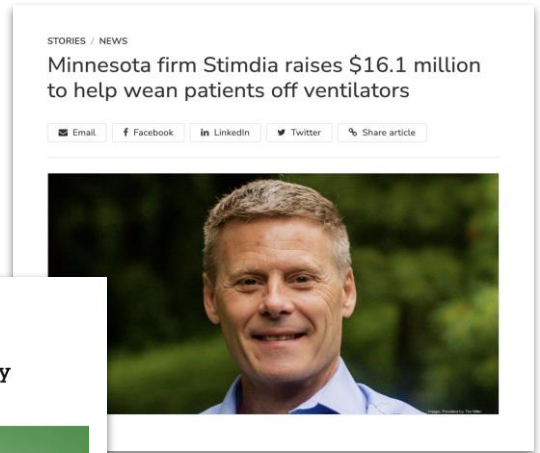 STORIES / NEWS
Minnesota firm Stimdia raises $16.1 million
to help wean patients off ventilators
Email Facebook LinkedIn Twitter Share article
y